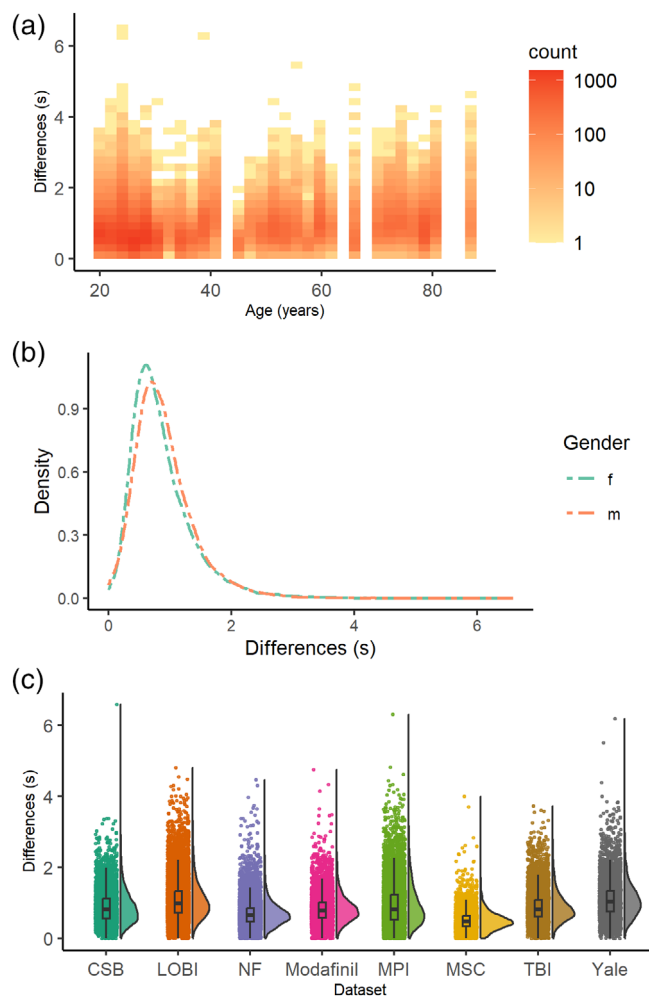 (a)
6
4
2
0
Differences (s)
20
40
60
80
Age (years)
count
1000
100
10
1
(b)
0.9
0.6
0.3
0.0
Density
0
2
4
6
Differences (s)
Gender
f
m
(c)
6
4
2
0
Differences (s)
CSB LOBI NF Modafinil MPI MSC TBI Yale
Dataset